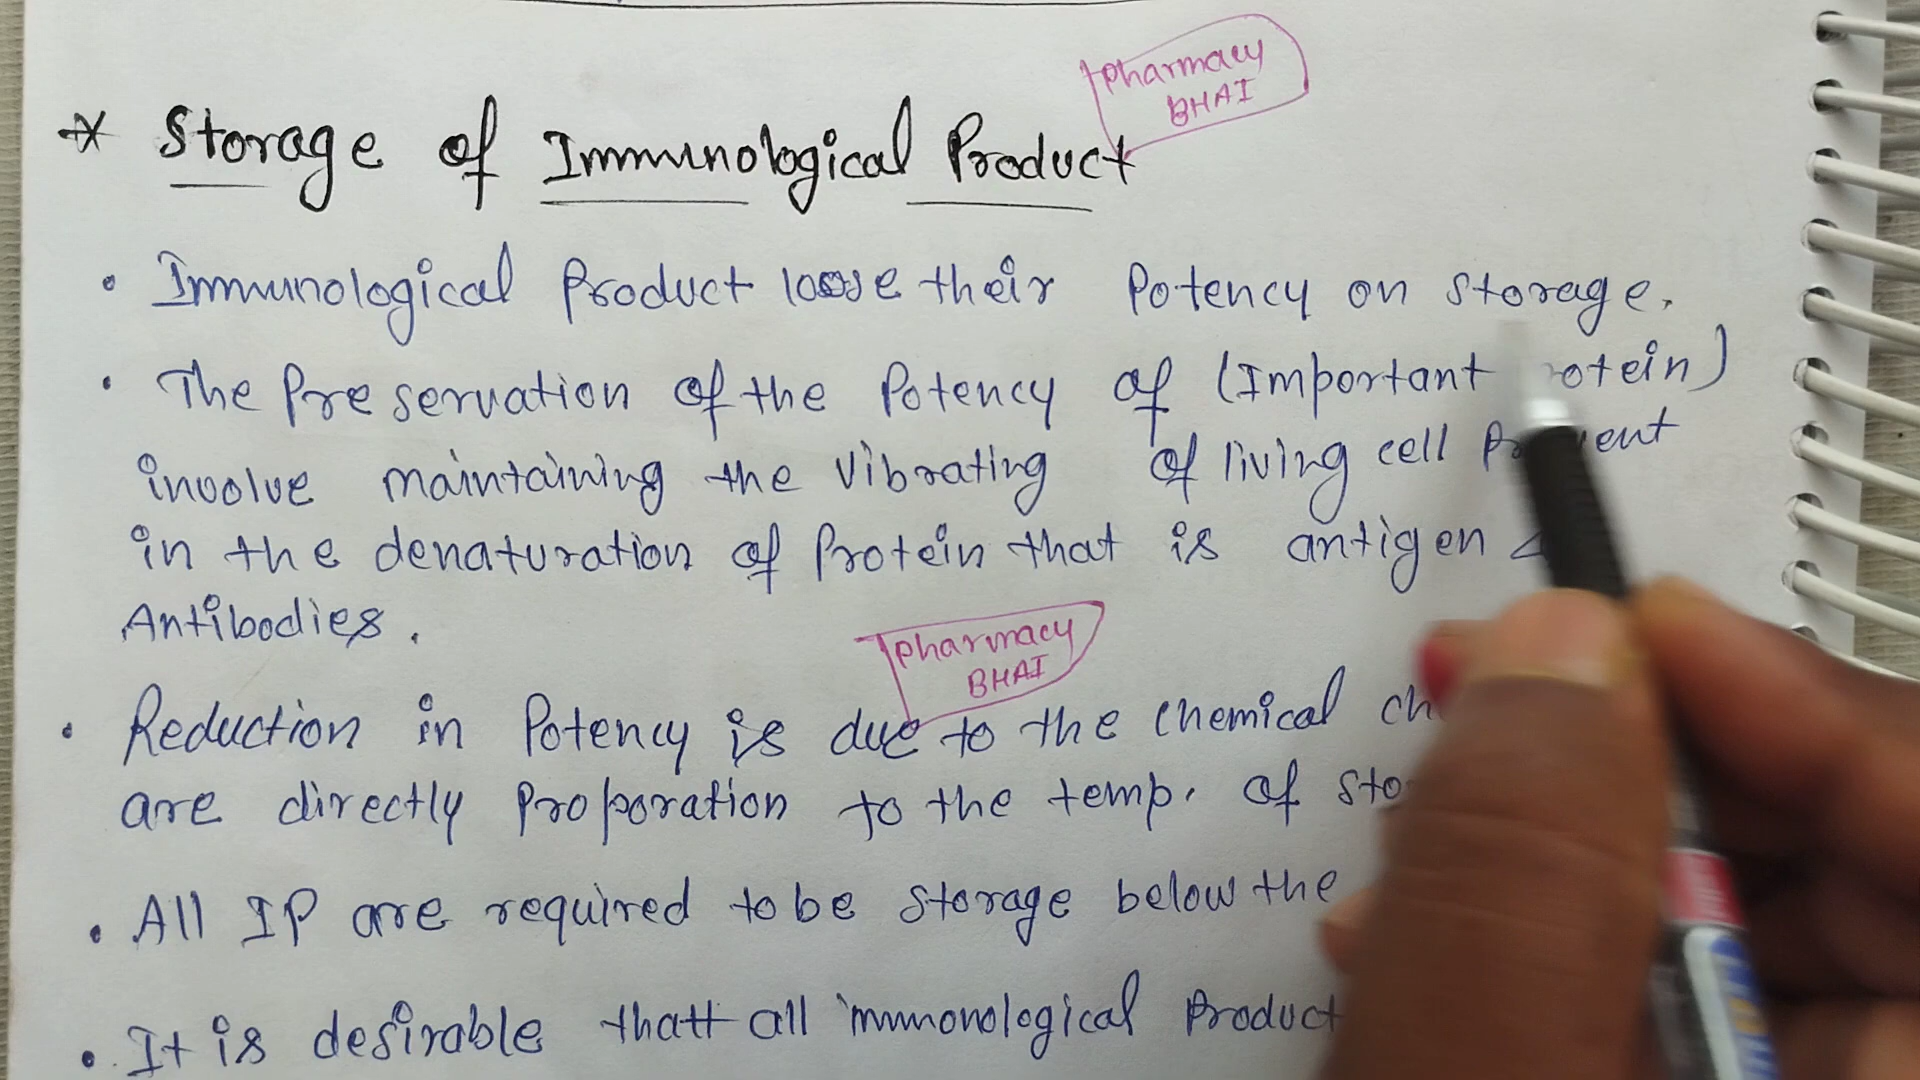 pharmacy
BHAI
* Storage of Immunological Product
• Immunological Product loose their Potency on storage.
• The Preservation of the Potency of (Important
involve maintaining the vibrating of living cell
in the denaturation of Protein that is antigen
Antibodies.
pharmacy
BHAI
• Reduction in Potency is due to the chemical
are directly Proporation to the temp. of
• All IP are required to be storage below the
• It is desirable thatt all immonological Product